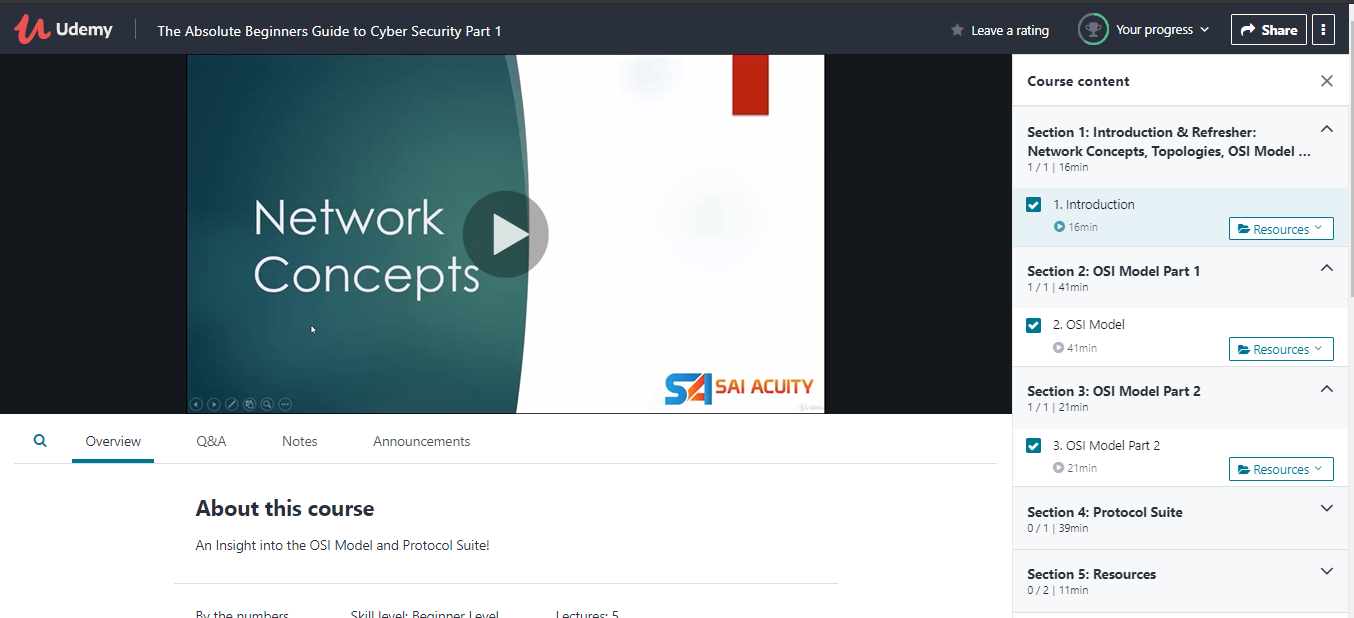 Udemy
The Absolute Beginners Guide to Cyber Security Part 1
Leave a rating
Your progress
Share
Network
Concepts
SA SAI ACUITY
Overview
Q&A
Notes
Announcements
About this course
An Insight into the OSI Model and Protocol Suite!
By the numbers
Skill level: Beginner Level
Lectures: 5
Course content
Section 1: Introduction & Refresher:
Network Concepts, Topologies, OSI Model ...
1 / 1 | 16min
1. Introduction
16min
Resources
Section 2: OSI Model Part 1
1 / 1 | 41min
2. OSI Model
41min
Resources
Section 3: OSI Model Part 2
1 / 1 | 21min
3. OSI Model Part 2
21min
Resources
Section 4: Protocol Suite
0 / 1 | 39min
Section 5: Resources
0 / 2 | 11min